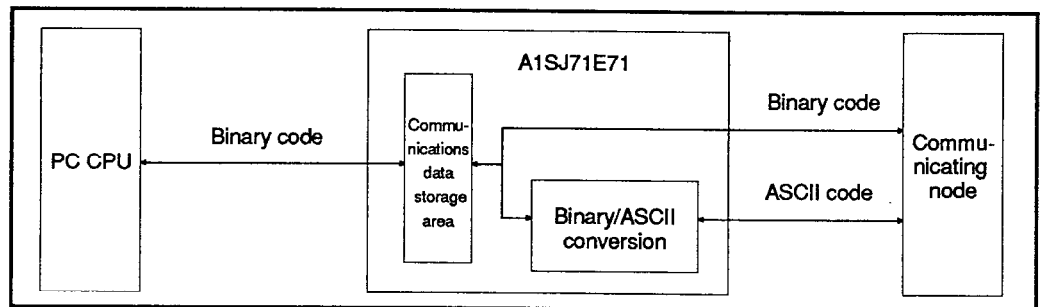 A1SJ71E71
PC CPU
Binary code
Commu-
nications
data
storage
area
Binary code
Binary/ASCII
conversion
ASCII code
Commu-
nicating
node